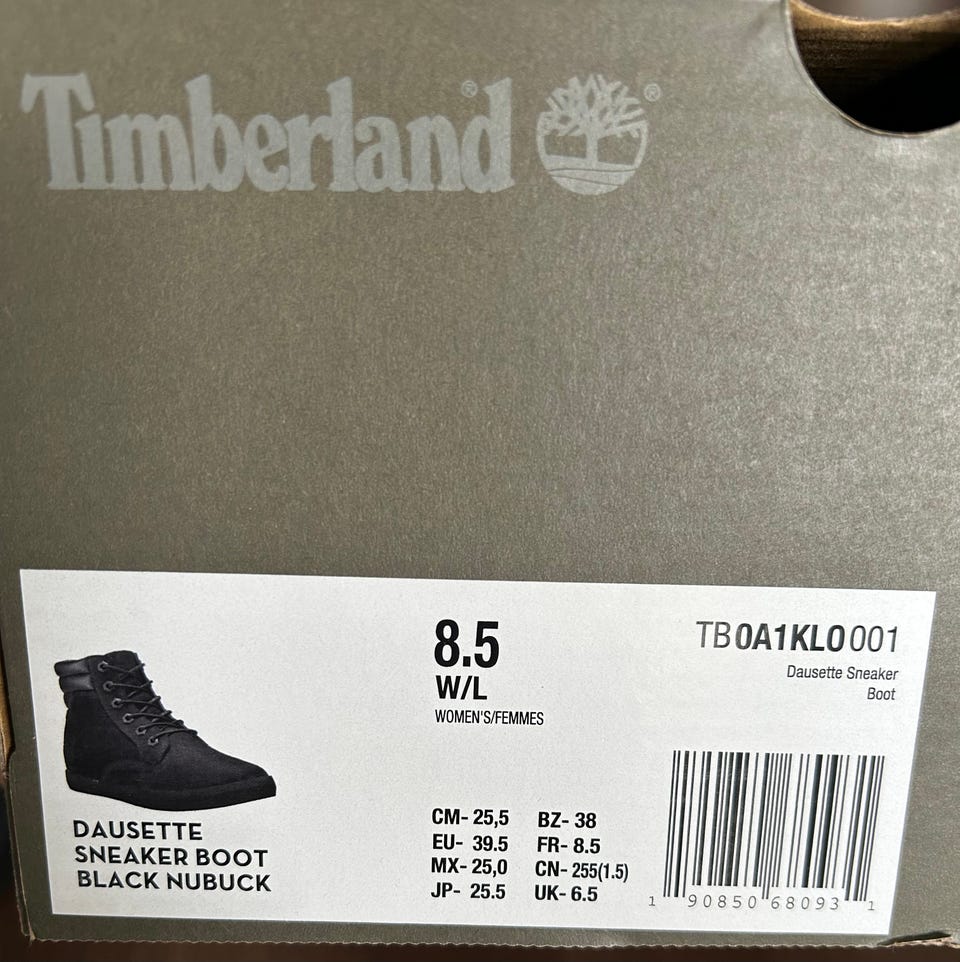 Timberland®
8.5
W/L
WOMEN'S/FEMMES
TB0A1KLO001
Dausette Sneaker
Boot
DAUSETTE
SNEAKER BOOT
BLACK NUBUCK
CM- 25,5 BZ- 38
EU- 39.5 FR- 8.5
MX- 25,0 CN- 255(1.5)
JP- 25.5 UK- 6.5
1 90850 68093 1